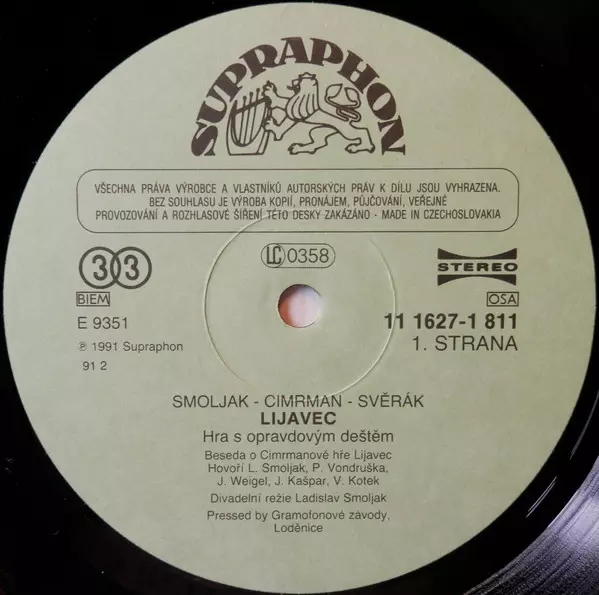 SUPRAPHON
VŠECHNA PRÁVA VÝROBCE A VLASTNÍKŮ AUTORSKÝCH PRÁV K DÍLU JSOU VYHRAZENA.
BEZ SOUHLASU JE VÝROBA KOPIÍ, PRONÁJEM, PŮJČOVÁNÍ, VEŘEJNÉ
PROVOZOVÁNÍ A ROZHLASOVÉ ŠÍŘENÍ TÉTO DESKY ZAKÁZÁNO - MADE IN CZECHOSLOVAKIA
33
LC 0358
STEREO
BIEM
OSA
E 9351
11 1627-1 811
℗ 1991 Supraphon
1. STRANA
91 2
SMOLJAK - CIMRMAN - SVĚRÁK
LIJAVEC
Hra s opravdovým deštěm
Beseda o Cimrmanově hře Lijavec
Hovoří L. Smoljak, P. Vondruška,
J. Weigel, J. Kašpar, V. Kotek
Divadelní režie Ladislav Smoljak
Pressed by Gramofonové závody,
Loděnice